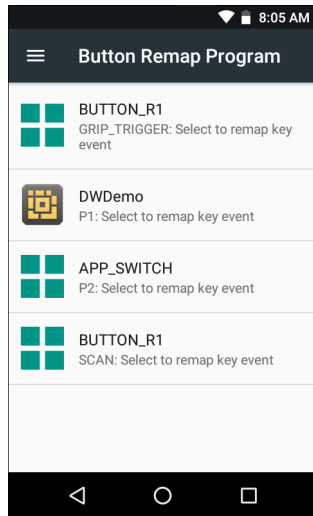 8:05 AM
Button Remap Program
BUTTON_R1
GRIP_TRIGGER: Select to remap key
event
DWDemo
P1: Select to remap key event
APP_SWITCH
P2: Select to remap key event
BUTTON_R1
SCAN: Select to remap key event